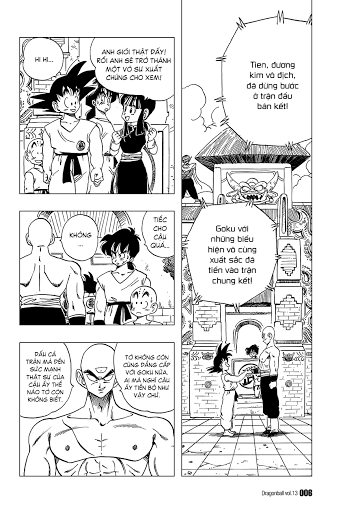 Tien, đương
kim vô địch,
đã dừng bước
ở trận đấu
bán kết!
Goku với
những biểu
hiện vô cùng
xuất sắc đã
tiến vào trận
chung kết!
HI HI...
ANH GIỎI THẬT ĐẤY!
RỒI ANH SẼ TRỞ THÀNH
MỘT VÕ SƯ XUẤT
CHÚNG CHO XEM!
TIẾC
CHO CẬU
QUÁ...
KHÔNG
...
ĐẤU CẢ
TRẬN MÀ ĐẾN
SỨC MẠNH
THẬT SỰ CỦA
CẬU ẤY THẾ
NÀO TỚ CÒN
KHÔNG BIẾT.
TỚ KHÔNG CÒN
CÙNG ĐẲNG CẤP
VỚI GOKU NỮA,
AI MÀ NGHĨ CẬU
ẤY TIẾN BỘ NHƯ
VẬY CHỨ.
Dragonball vol.13 006